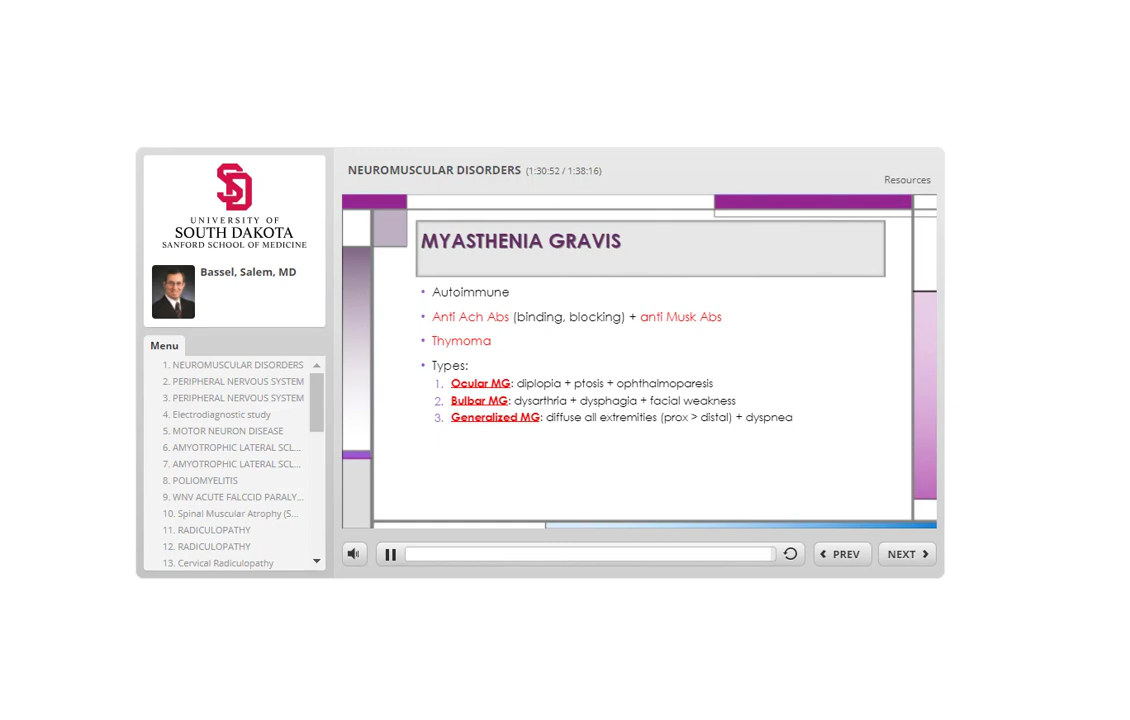 UNIVERSITY OF
SOUTH DAKOTA
SANFORD SCHOOL OF MEDICINE
Bassel, Salem, MD
Menu
1. NEUROMUSCULAR DISORDERS
2. PERIPHERAL NERVOUS SYSTEM
3. PERIPHERAL NERVOUS SYSTEM
4. Electrodiagnostic study
5. MOTOR NEURON DISEASE
6. AMYOTROPHIC LATERAL SCL...
7. AMYOTROPHIC LATERAL SCL...
8. POLIOMYELITIS
9. WNV ACUTE FALCCID PARALY...
10. Spinal Muscular Atrophy (S...
11. RADICULOPATHY
12. RADICULOPATHY
13. Cervical Radiculopathy
NEUROMUSCULAR DISORDERS (1:30:52 / 1:38:16)
Resources
MYASTHENIA GRAVIS
• Autoimmune
• Anti Ach Abs (binding, blocking) + anti Musk Abs
• Thymoma
• Types:
1. Ocular MG: diplopia + ptosis + ophthalmoparesis
2. Bulbar MG: dysarthria + dysphagia + facial weakness
3. Generalized MG: diffuse all extremities (prox > distal) + dyspnea
PREV
NEXT